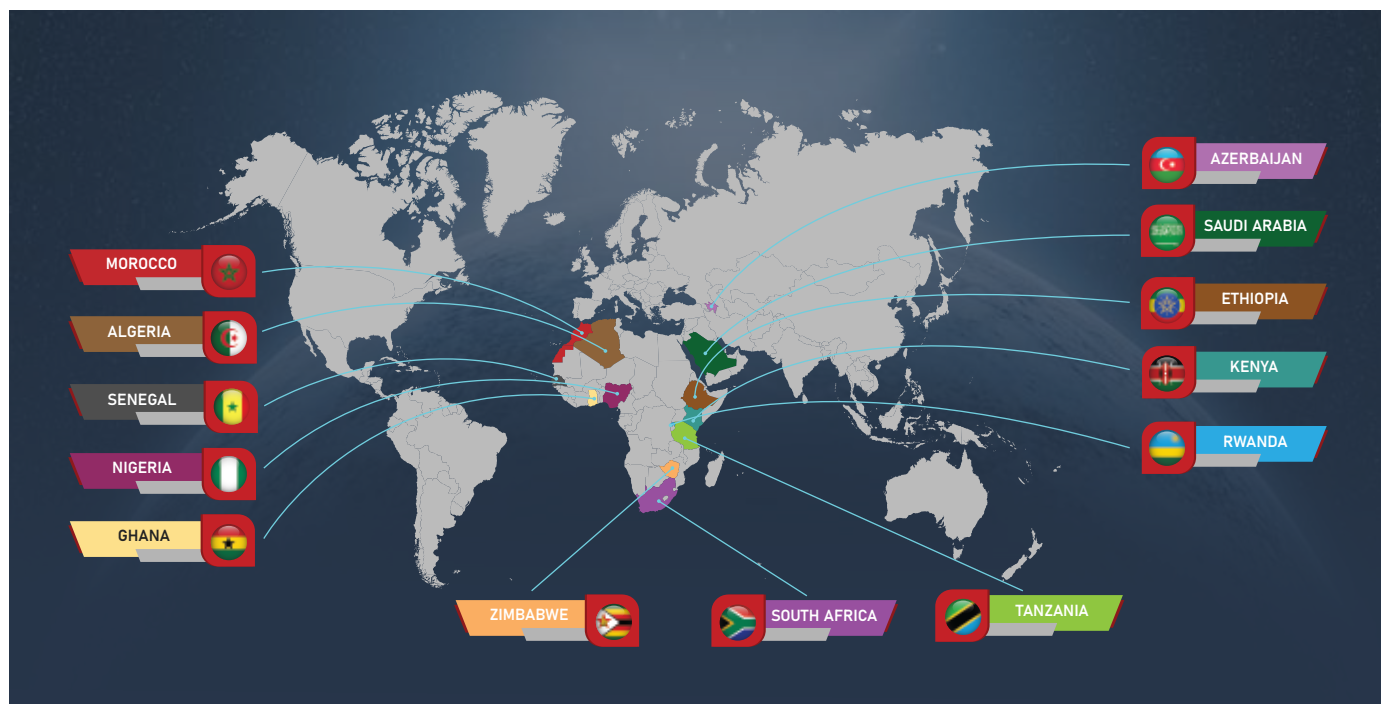 MOROCCO
ALGERIA
SENEGAL
NIGERIA
GHANA
ZIMBABWE
SOUTH AFRICA
TANZANIA
AZERBAIJAN
SAUDI ARABIA
ETHIOPIA
KENYA
RWANDA